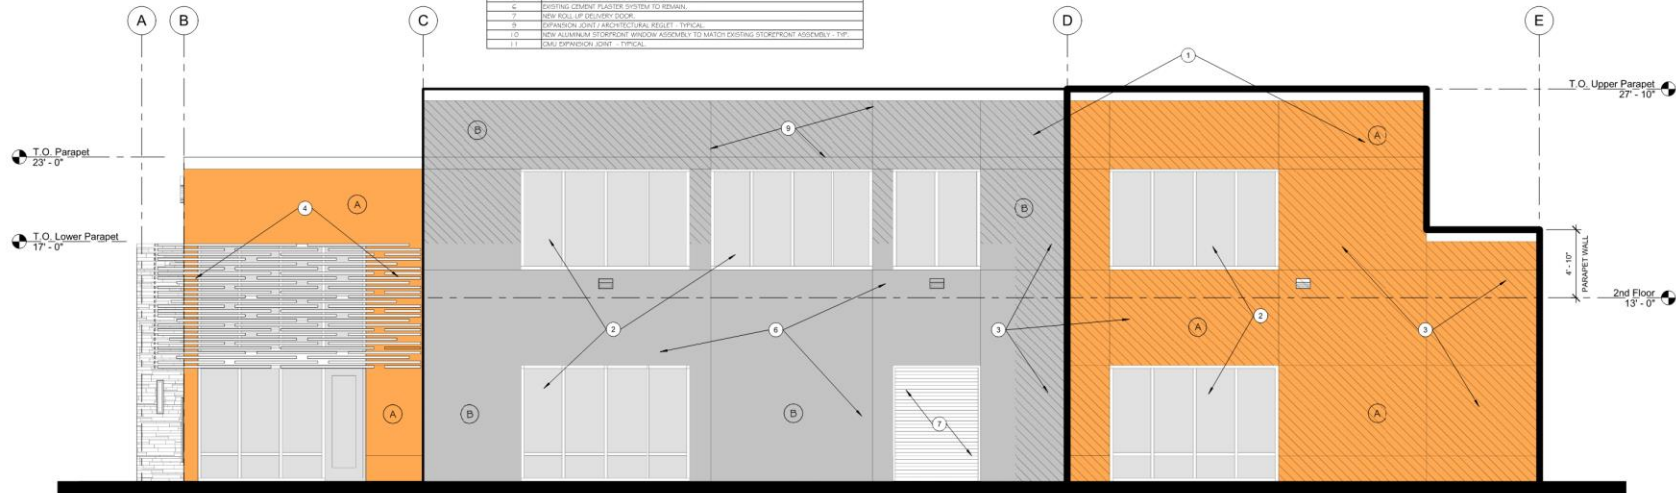 6 EXISTING CEMENT PLASTER SYSTEM TO REMAIN.
7 NEW ROLL UP DELIVERY DOOR.
9 EXPANSION JOINT / ARCHITECTURAL REGLET - TYPICAL.
10 NEW ALUMINUM STORFRONT WINDOW ASSEMBLY TO MATCH EXISTING STOREFRONT ASSEMBLY - TYP.
11 CMU EXPANSION JOINT - TYPICAL.
A B C D E
1
T.O. Upper Parapet
27' - 10"
B 9 A
T.O. Parapet
23' - 0"
4 A B
T.O. Lower Parapet
17' - 0"
4' - 10"
PARAPET WALL
2nd Floor
13' - 0"
2 6 3 A 2 3
A B B 7 A